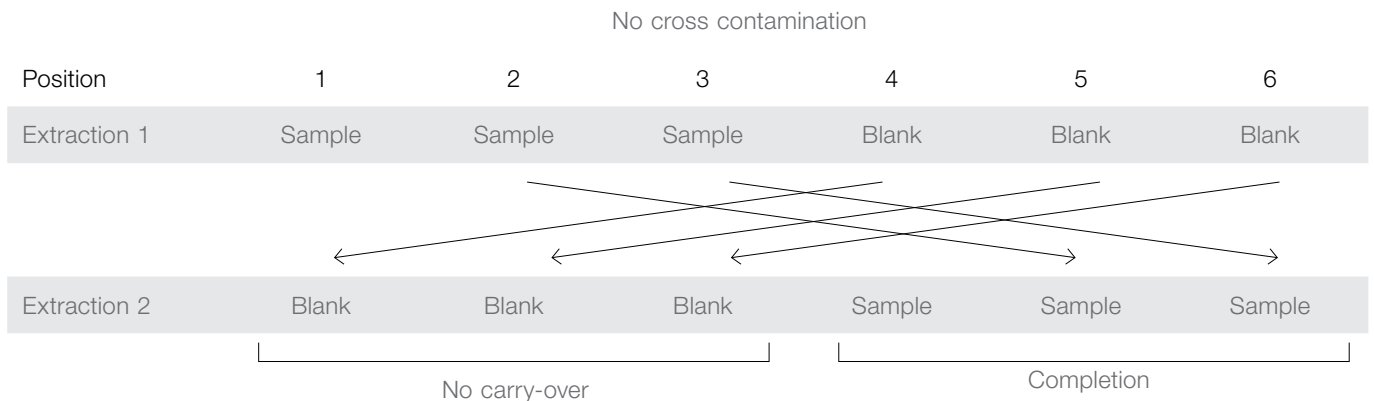 No cross contamination
Position 1 2 3 4 5 6
Extraction 1 Sample Sample Sample Blank Blank Blank
Extraction 2 Blank Blank Blank Sample Sample Sample
No carry-over Completion